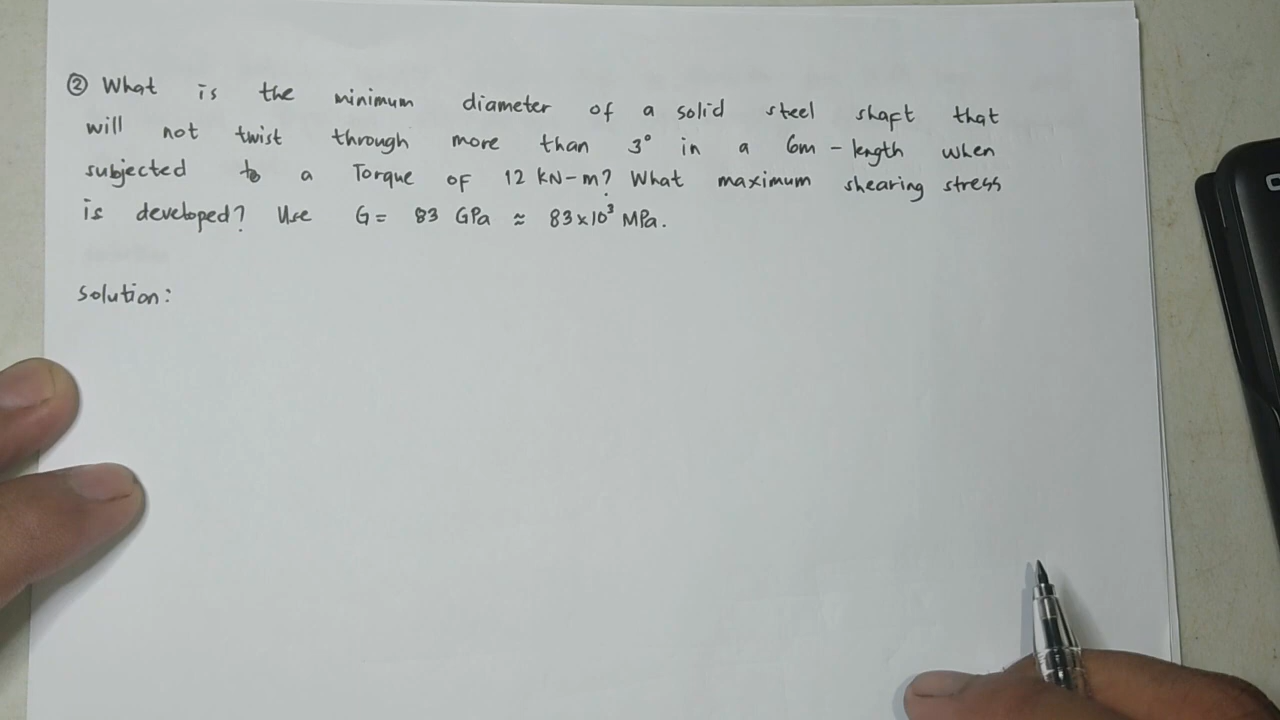 ② What is the minimum diameter of a solid steel shaft that
will not twist through more than 3° in a 6m - length when
subjected to a Torque of 12 kN-m? What maximum shearing stress
is developed? Use G = 83 GPa ≈ 83x10³ MPa.
Solution: